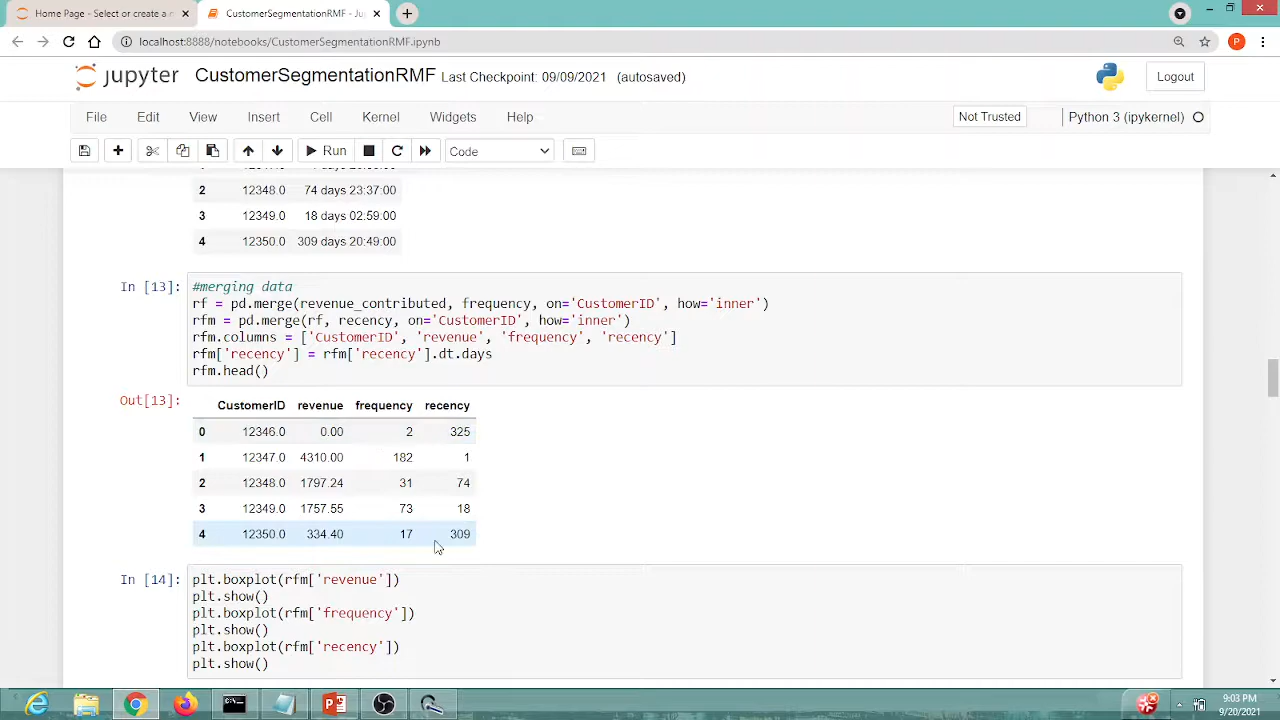 Home Page - Select or create a n
CustomerSegmentationRMF - Ju
localhost:8888/notebooks/CustomerSegmentationRMF.ipynb
P
jupyter CustomerSegmentationRMF Last Checkpoint: 09/09/2021 (autosaved)
Logout
File Edit View Insert Cell Kernel Widgets Help
Not Trusted
Python 3 (ipykernel)
Run
Code
2 12348.0 74 days 23:37:00
3 12349.0 18 days 02:59:00
4 12350.0 309 days 20:49:00
In [13]: #merging data
rf = pd.merge(revenue_contributed, frequency, on='CustomerID', how='inner')
rfm = pd.merge(rf, recency, on='CustomerID', how='inner')
rfm.columns = ['CustomerID', 'revenue', 'frequency', 'recency']
rfm['recency'] = rfm['recency'].dt.days
rfm.head()
Out[13]: CustomerID revenue frequency recency
0 12346.0 0.00 2 325
1 12347.0 4310.00 182 1
2 12348.0 1797.24 31 74
3 12349.0 1757.55 73 18
4 12350.0 334.40 17 309
In [14]: plt.boxplot(rfm['revenue'])
plt.show()
plt.boxplot(rfm['frequency'])
plt.show()
plt.boxplot(rfm['recency'])
plt.show()
9:03 PM
9/20/2021